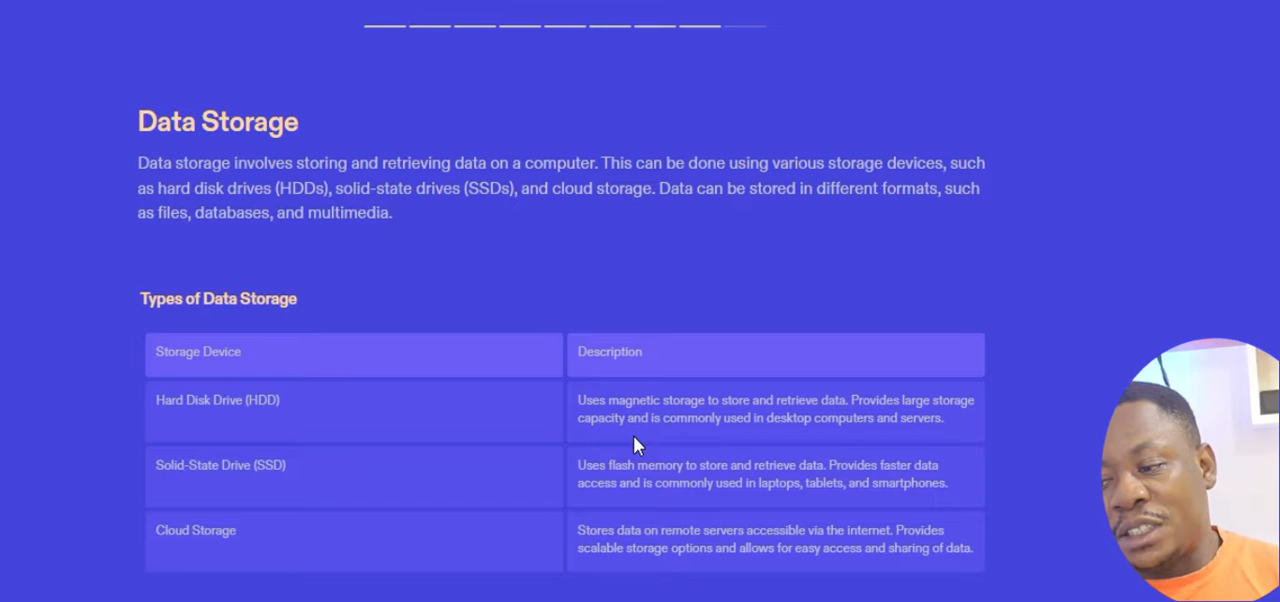 Data Storage
Data storage involves storing and retrieving data on a computer. This can be done using various storage devices, such
as hard disk drives (HDDs), solid-state drives (SSDs), and cloud storage. Data can be stored in different formats, such
as files, databases, and multimedia.
Types of Data Storage
Storage Device
Description
Hard Disk Drive (HDD)
Uses magnetic storage to store and retrieve data. Provides large storage
capacity and is commonly used in desktop computers and servers.
Solid-State Drive (SSD)
Uses flash memory to store and retrieve data. Provides faster data
access and is commonly used in laptops, tablets, and smartphones.
Cloud Storage
Stores data on remote servers accessible via the internet. Provides
scalable storage options and allows for easy access and sharing of data.